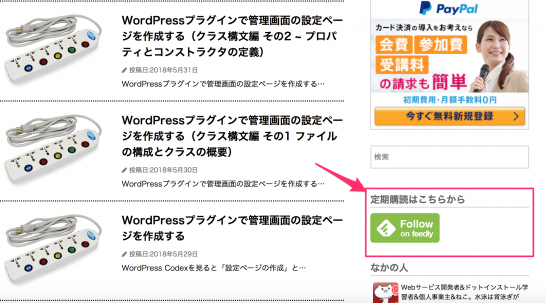 WordPressプラグインで管理画面の設定ペー
ジを作成する（クラス構文編 その2 ~ プロパ
ティとコンストラクタの定義）
投稿日:2018年5月31日
WordPressプラグインで管理画面の設定ページを作成する…
WordPressプラグインで管理画面の設定ペー
ジを作成する（クラス構文編 その1 ファイル
の構成とクラスの概要）
投稿日:2018年5月30日
WordPressプラグインで管理画面の設定ページを作成する…
WordPressプラグインで管理画面の設定ペー
ジを作成する
投稿日:2018年5月29日
WordPress Codexを見ると「設定ページの作成」と…
PayPal
カード決済の導入をお考えなら
会費 参加費
受講料
の請求も簡単
初期費用・月額手数料0円
今すぐ無料新規登録
検索
定期購読はこちらから
Follow
on feedly
なかの人
Webサービス開発者&ドットインストール学
習者&個人事業主&ねこ。水泳は背泳ぎが